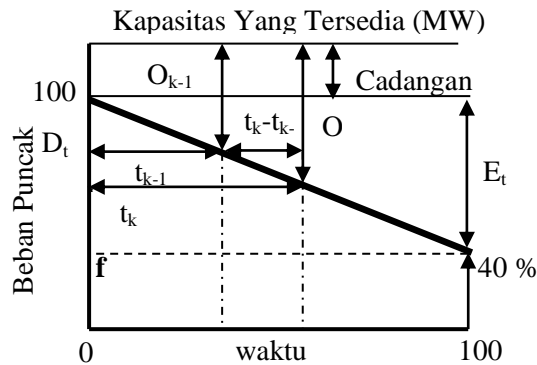 Kapasitas Yang Tersedia (MW)
O k-1
Cadangan
100
t k -t k-
O
D t
t k-1
E t
t k
Beban Puncak
f
40 %
0
waktu
100